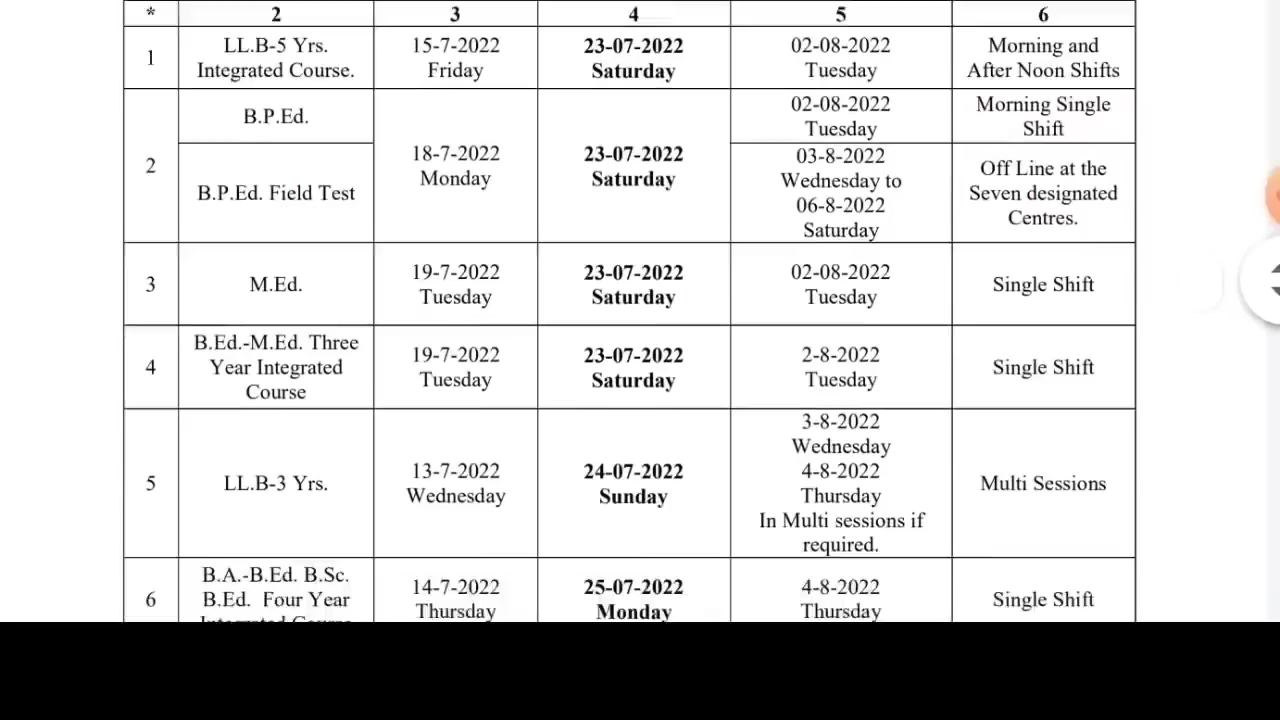 * 2 3 4 5 6
1
LL.B-5 Yrs.
Integrated Course.
15-7-2022
Friday
23-07-2022
Saturday
02-08-2022
Tuesday
Morning and
After Noon Shifts
2
B.P.Ed.
18-7-2022
Monday
23-07-2022
Saturday
02-08-2022
Tuesday
Morning Single
Shift
B.P.Ed. Field Test
03-8-2022
Wednesday to
06-8-2022
Saturday
Off Line at the
Seven designated
Centres.
3
M.Ed.
19-7-2022
Tuesday
23-07-2022
Saturday
02-08-2022
Tuesday
Single Shift
4
B.Ed.-M.Ed. Three
Year Integrated
Course
19-7-2022
Tuesday
23-07-2022
Saturday
2-8-2022
Tuesday
Single Shift
5
LL.B-3 Yrs.
13-7-2022
Wednesday
24-07-2022
Sunday
3-8-2022
Wednesday
4-8-2022
Thursday
In Multi sessions if
required.
Multi Sessions
6
B.A.-B.Ed. B.Sc.
B.Ed. Four Year
14-7-2022
Thursday
25-07-2022
Monday
4-8-2022
Thursday
Single Shift